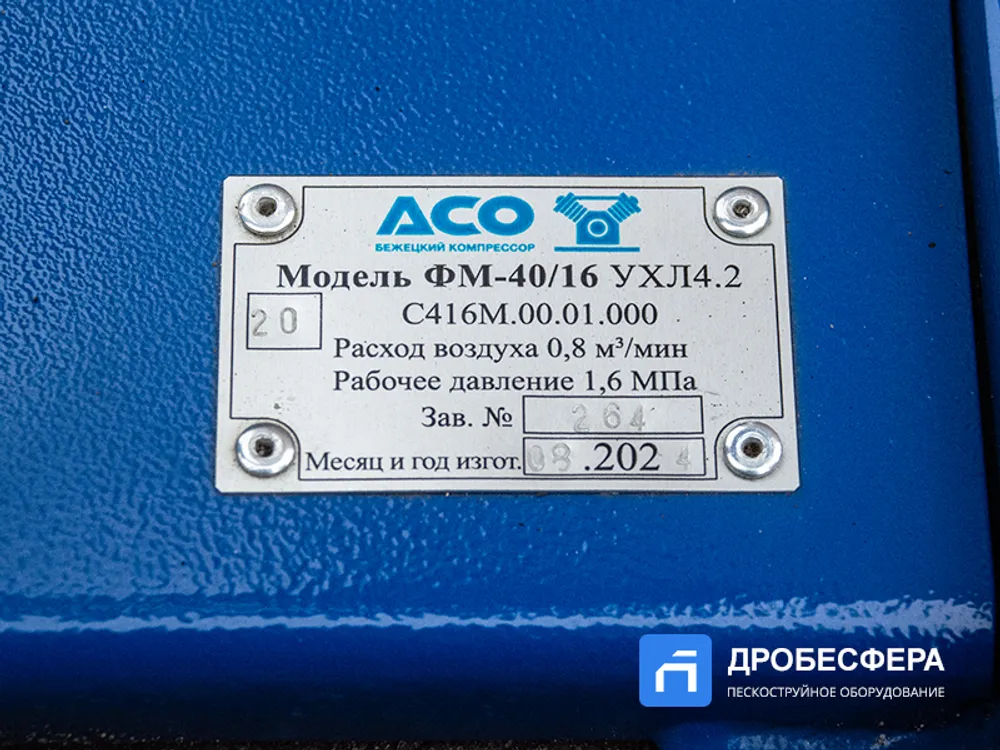 АСО
БЕЖЕЦКИЙ КОМПРЕССОР
Модель ФМ-40/16 УХЛ4.2
20
С416М.00.01.000
Расход воздуха 0,8 м³/мин
Рабочее давление 1,6 МПа
Зав. № 264
Месяц и год изгот. 08.2024
ДРОБЕСФЕРА
ПЕСКОСТРУЙНОЕ ОБОРУДОВАНИЕ